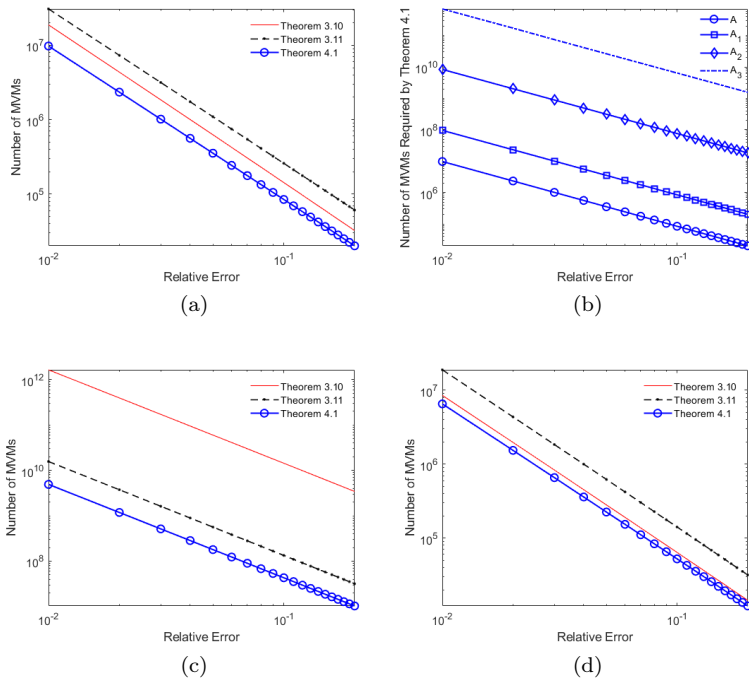 Number of MVMs
10^7
10^6
10^5
Theorem 3.10
Theorem 3.11
Theorem 4.1
10^-2
10^-1
Relative Error
(a)
Number of MVMs Required by Theorem 4.1
10^10
10^8
10^6
A
A_1
A_2
A_3
10^-2
10^-1
Relative Error
(b)
Number of MVMs
10^12
10^10
10^8
Theorem 3.10
Theorem 3.11
Theorem 4.1
10^-2
10^-1
Relative Error
(c)
Number of MVMs
10^7
10^6
10^5
Theorem 3.10
Theorem 3.11
Theorem 4.1
10^-2
10^-1
Relative Error
(d)